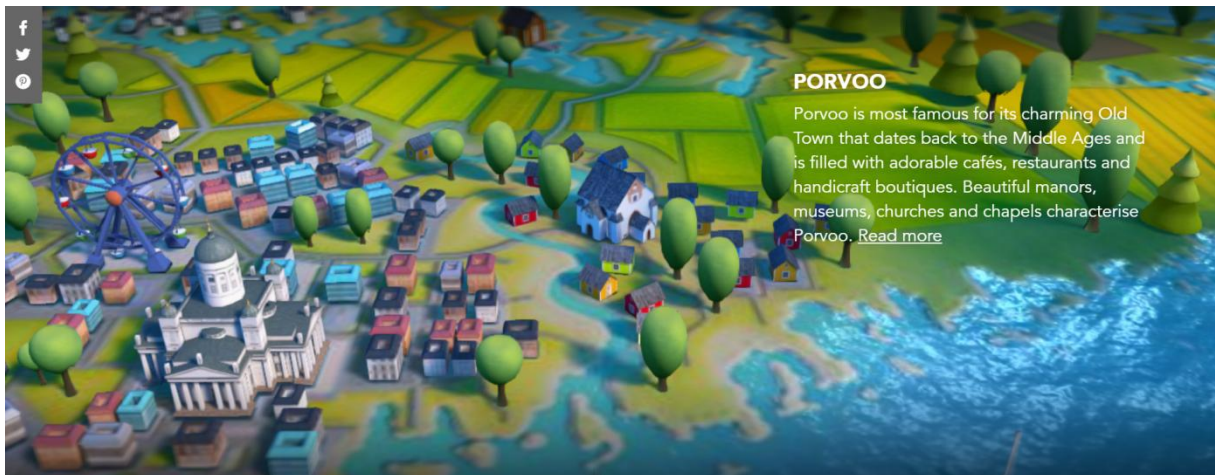 PORVOO
Porvoo is most famous for its charming Old
Town that dates back to the Middle Ages and
is filled with adorable cafés, restaurants and
handicraft boutiques. Beautiful manors,
museums, churches and chapels characterise
Porvoo. Read more